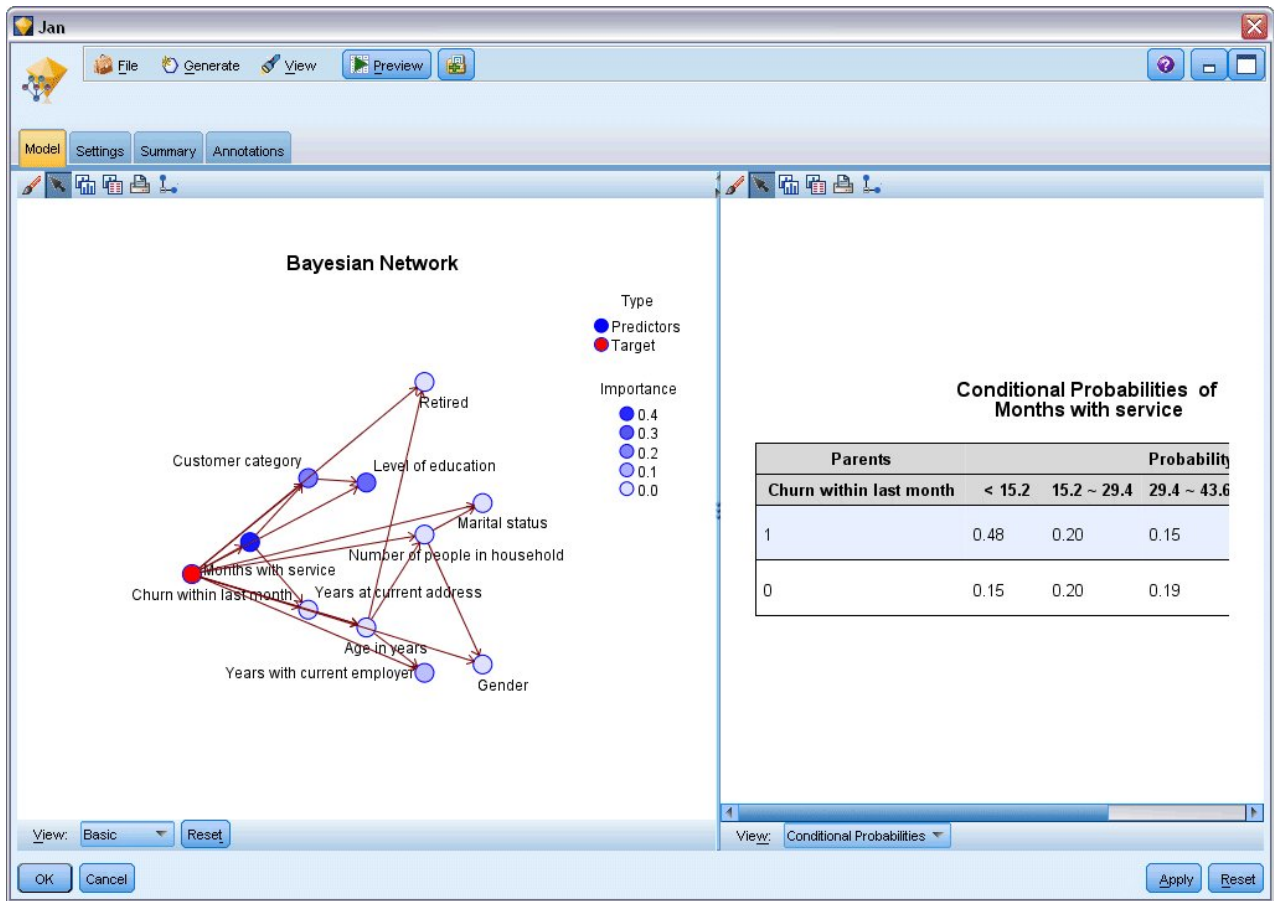 Jan
File Generate View Preview
Model Settings Summary Annotations
Bayesian Network
Type
Predictors
Target
Importance
0.4
0.3
0.2
0.1
0.0
Retired
Customer category
Level of education
Marital status
Number of people in household
Months with service
Churn within last month
Years at current address
Age in years
Years with current employer
Gender
View: Basic Reset
Conditional Probabilities of
Months with service
Parents Probability
Churn within last month < 15.2 15.2 ~ 29.4 29.4 ~ 43.6
1 0.48 0.20 0.15
0 0.15 0.20 0.19
View: Conditional Probabilities
OK Cancel Apply Reset